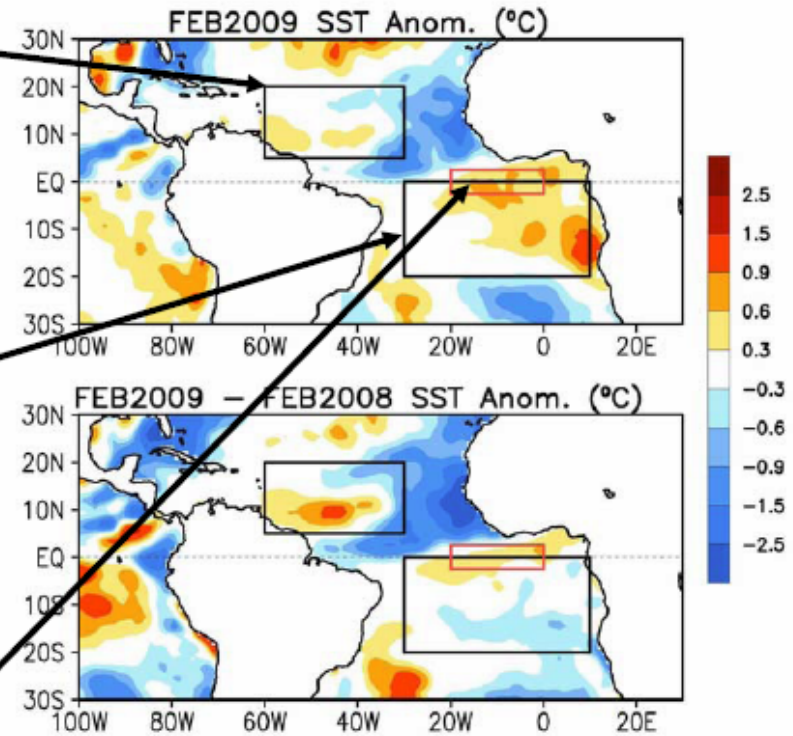 FEB2009 SST Anom. (ºC)
30N
20N
10N
EQ
10S
20S
30S
100W 80W 60W 40W 20W 0 20E
FEB2009 – FEB2008 SST Anom. (ºC)
30N
20N
10N
EQ
10S
20S
30S
100W 80W 60W 40W 20W 0 20E
2.5
1.5
0.9
0.6
0.3
-0.3
-0.6
-0.9
-1.5
-2.5